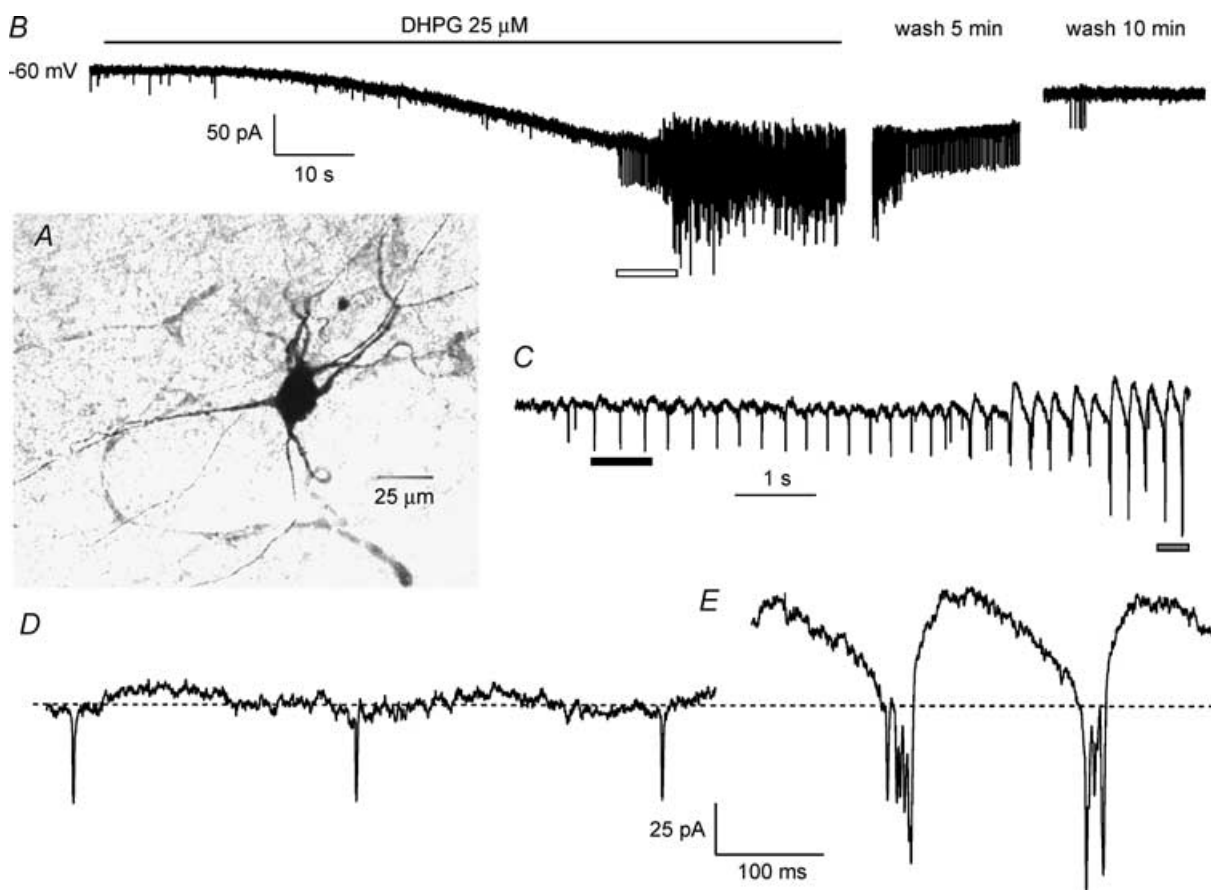 B
DHPG 25 μM
wash 5 min
wash 10 min
-60 mV
50 pA
10 s
A
25 μm
C
1 s
D
E
25 pA
100 ms